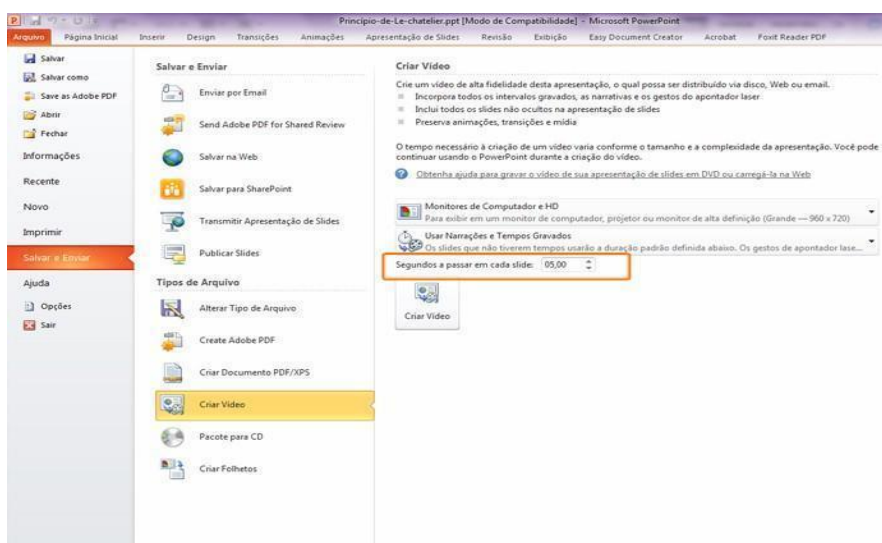 Princípio-de-Le-chatelier.ppt [Modo de Compatibilidade] - Microsoft PowerPoint
Arquivo Página Inicial Inserir Design Transições Animações Apresentação de Slides Revisão Exibição Easy Document Creator Acrobat Foxit Reader PDF
Salvar
Salvar como
Save as Adobe PDF
Abrir
Fechar
Informações
Recente
Novo
Imprimir
Salvar e Enviar
Ajuda
Opções
Sair
Salvar e Enviar
Enviar por Email
Send Adobe PDF for Shared Review
Salvar na Web
Salvar para SharePoint
Transmitir Apresentação de Slides
Publicar Slides
Tipos de Arquivo
Alterar Tipo de Arquivo
Create Adobe PDF
Criar Documento PDF/XPS
Criar Vídeo
Pacote para CD
Criar Folhetos
Criar Vídeo
Crie um vídeo de alta fidelidade desta apresentação, o qual possa ser distribuído via disco, Web ou email.
Incorpora todos os intervalos gravados, as narrativas e os gestos do apontador laser
Inclui todos os slides não ocultos na apresentação de slides
Preserva animações, transições e mídia
O tempo necessário à criação de um vídeo varia conforme o tamanho e a complexidade da apresentação. Você pode
continuar usando o PowerPoint durante a criação do vídeo.
Obtenha ajuda para gravar o vídeo de sua apresentação de slides em DVD ou carregá-la na Web
Monitores de Computador e HD
Para exibir em um monitor de computador, projetor ou monitor de alta definição (Grande — 960 x 720)
Usar Narrações e Tempos Gravados
Os slides que não tiverem tempos usarão a duração padrão definida abaixo. Os gestos de apontador lase...
Segundos a passar em cada slide: 05,00
Criar Vídeo